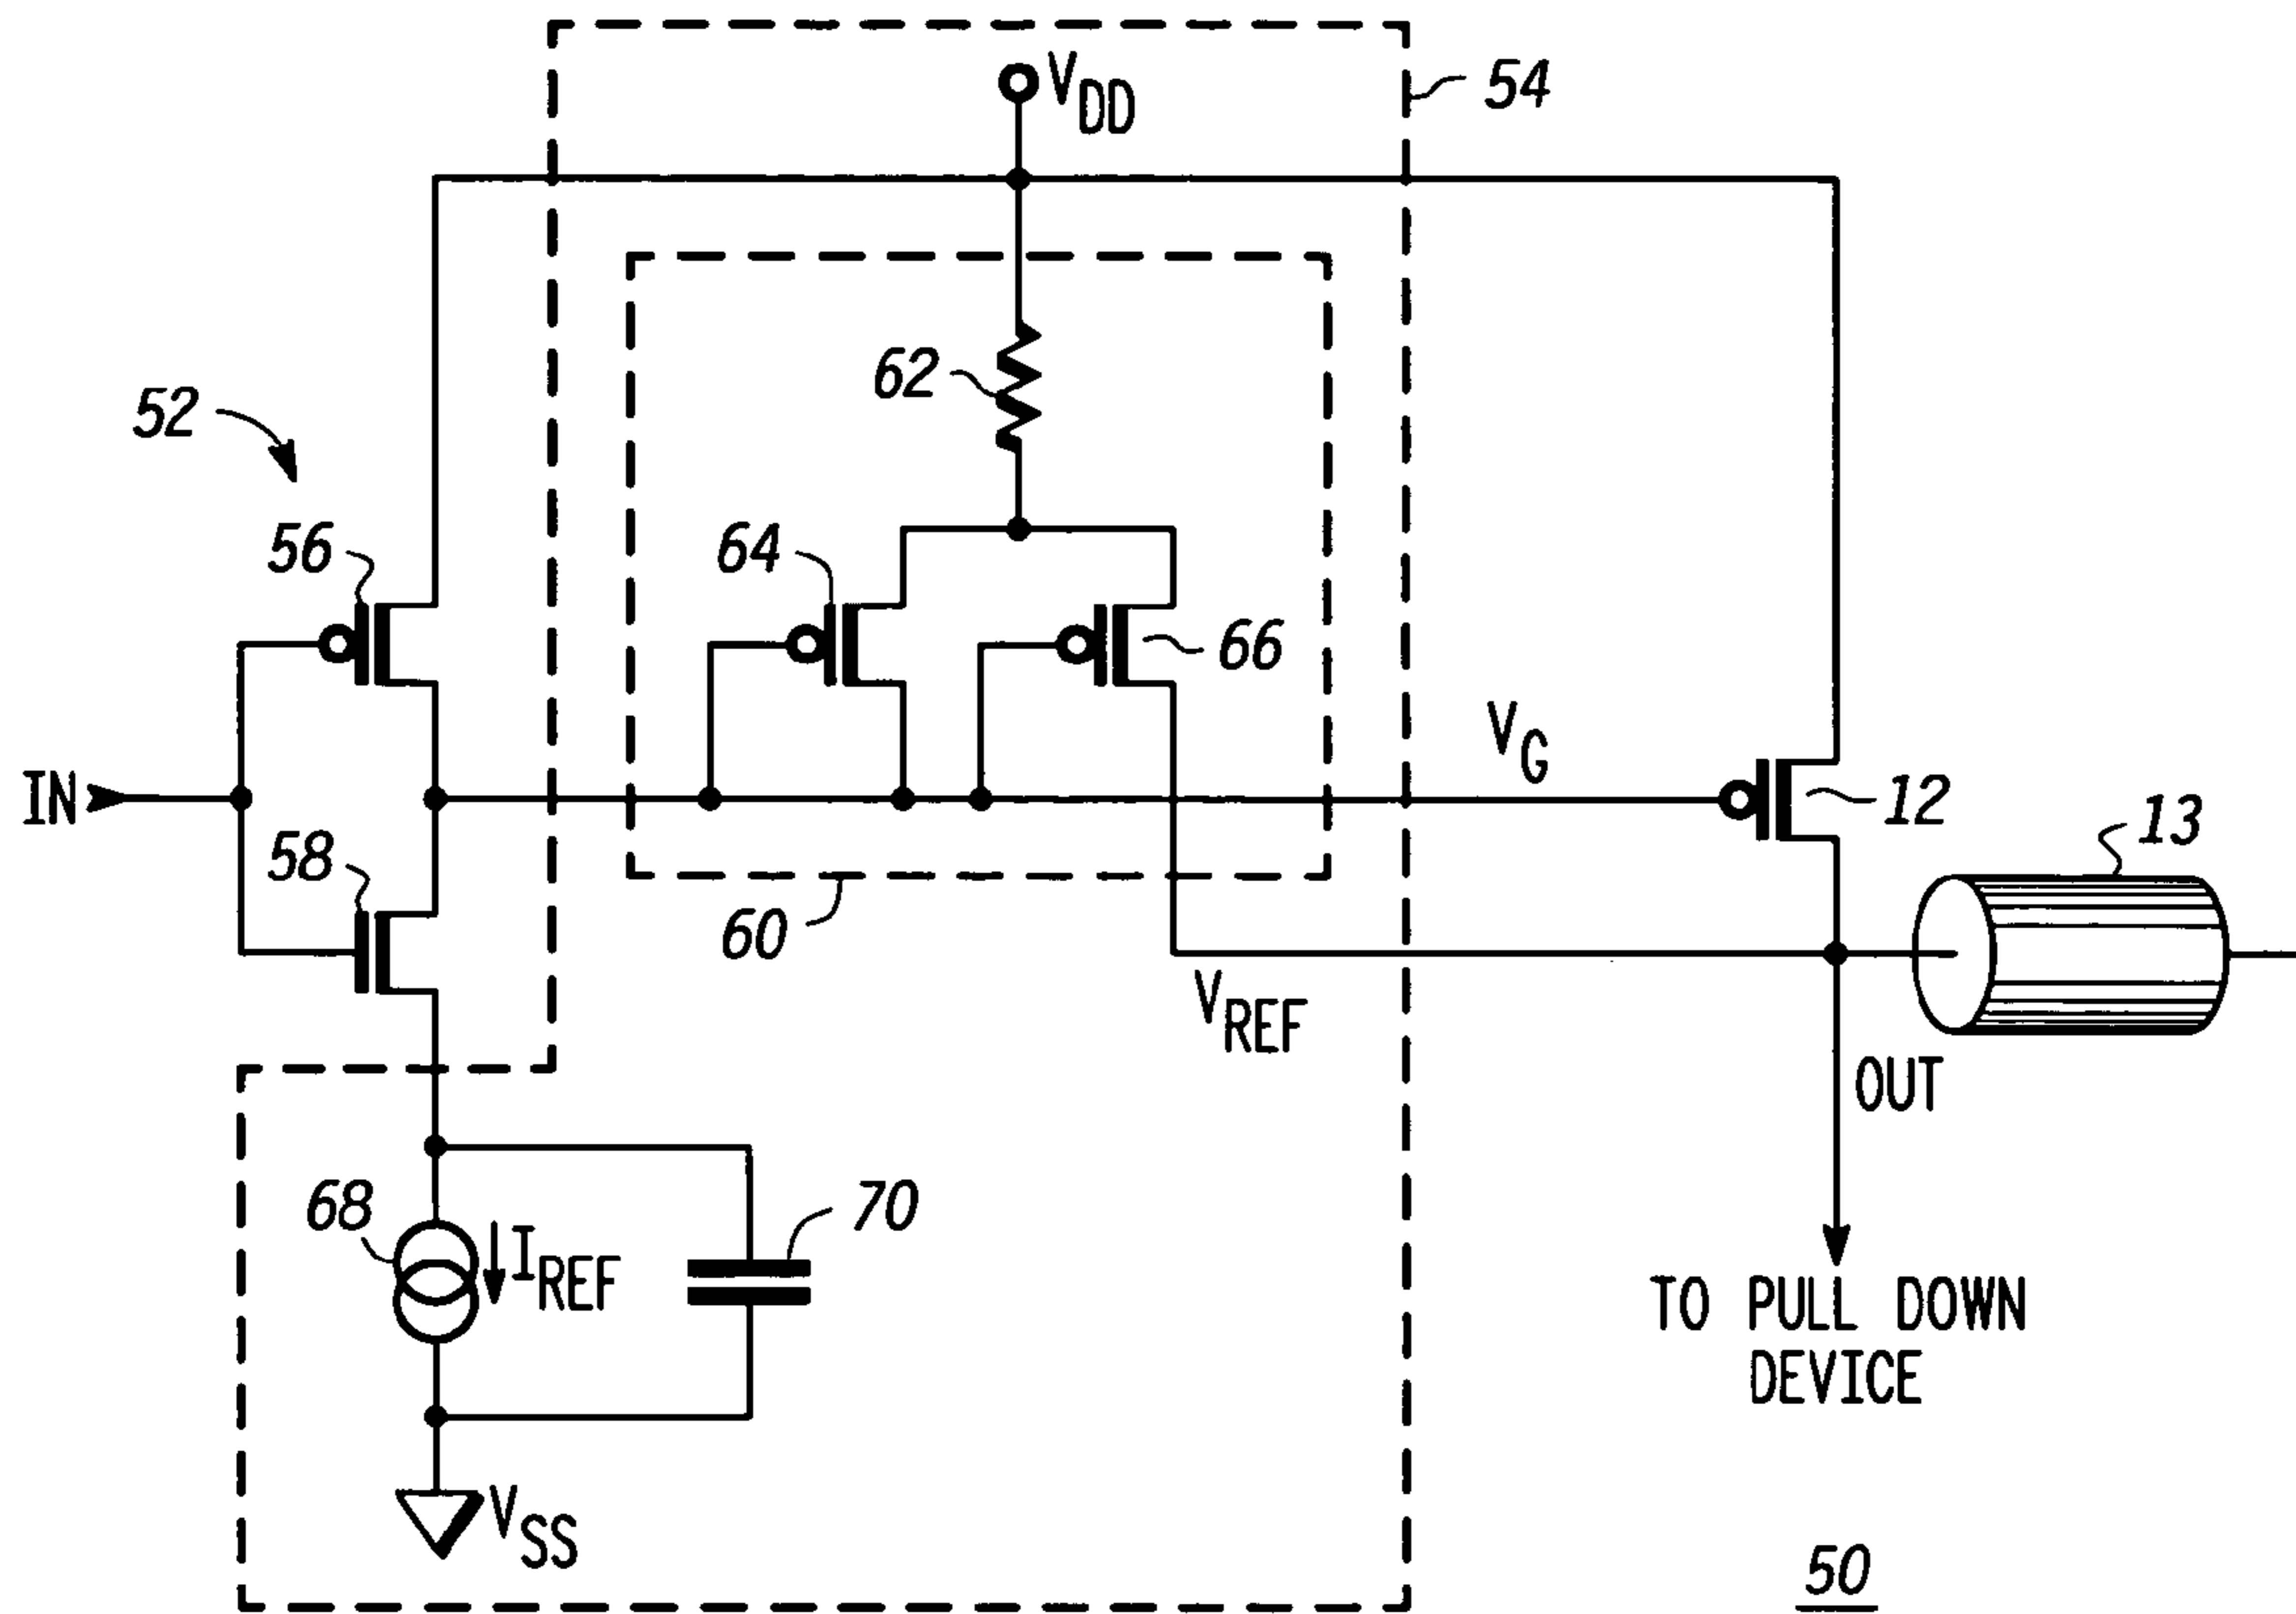 V_DD
54
62
52
56
64
66
V_G
IN
12
13
58
60
V_REF
OUT
68
I_REF
70
TO PULL DOWN
DEVICE
V_SS
50